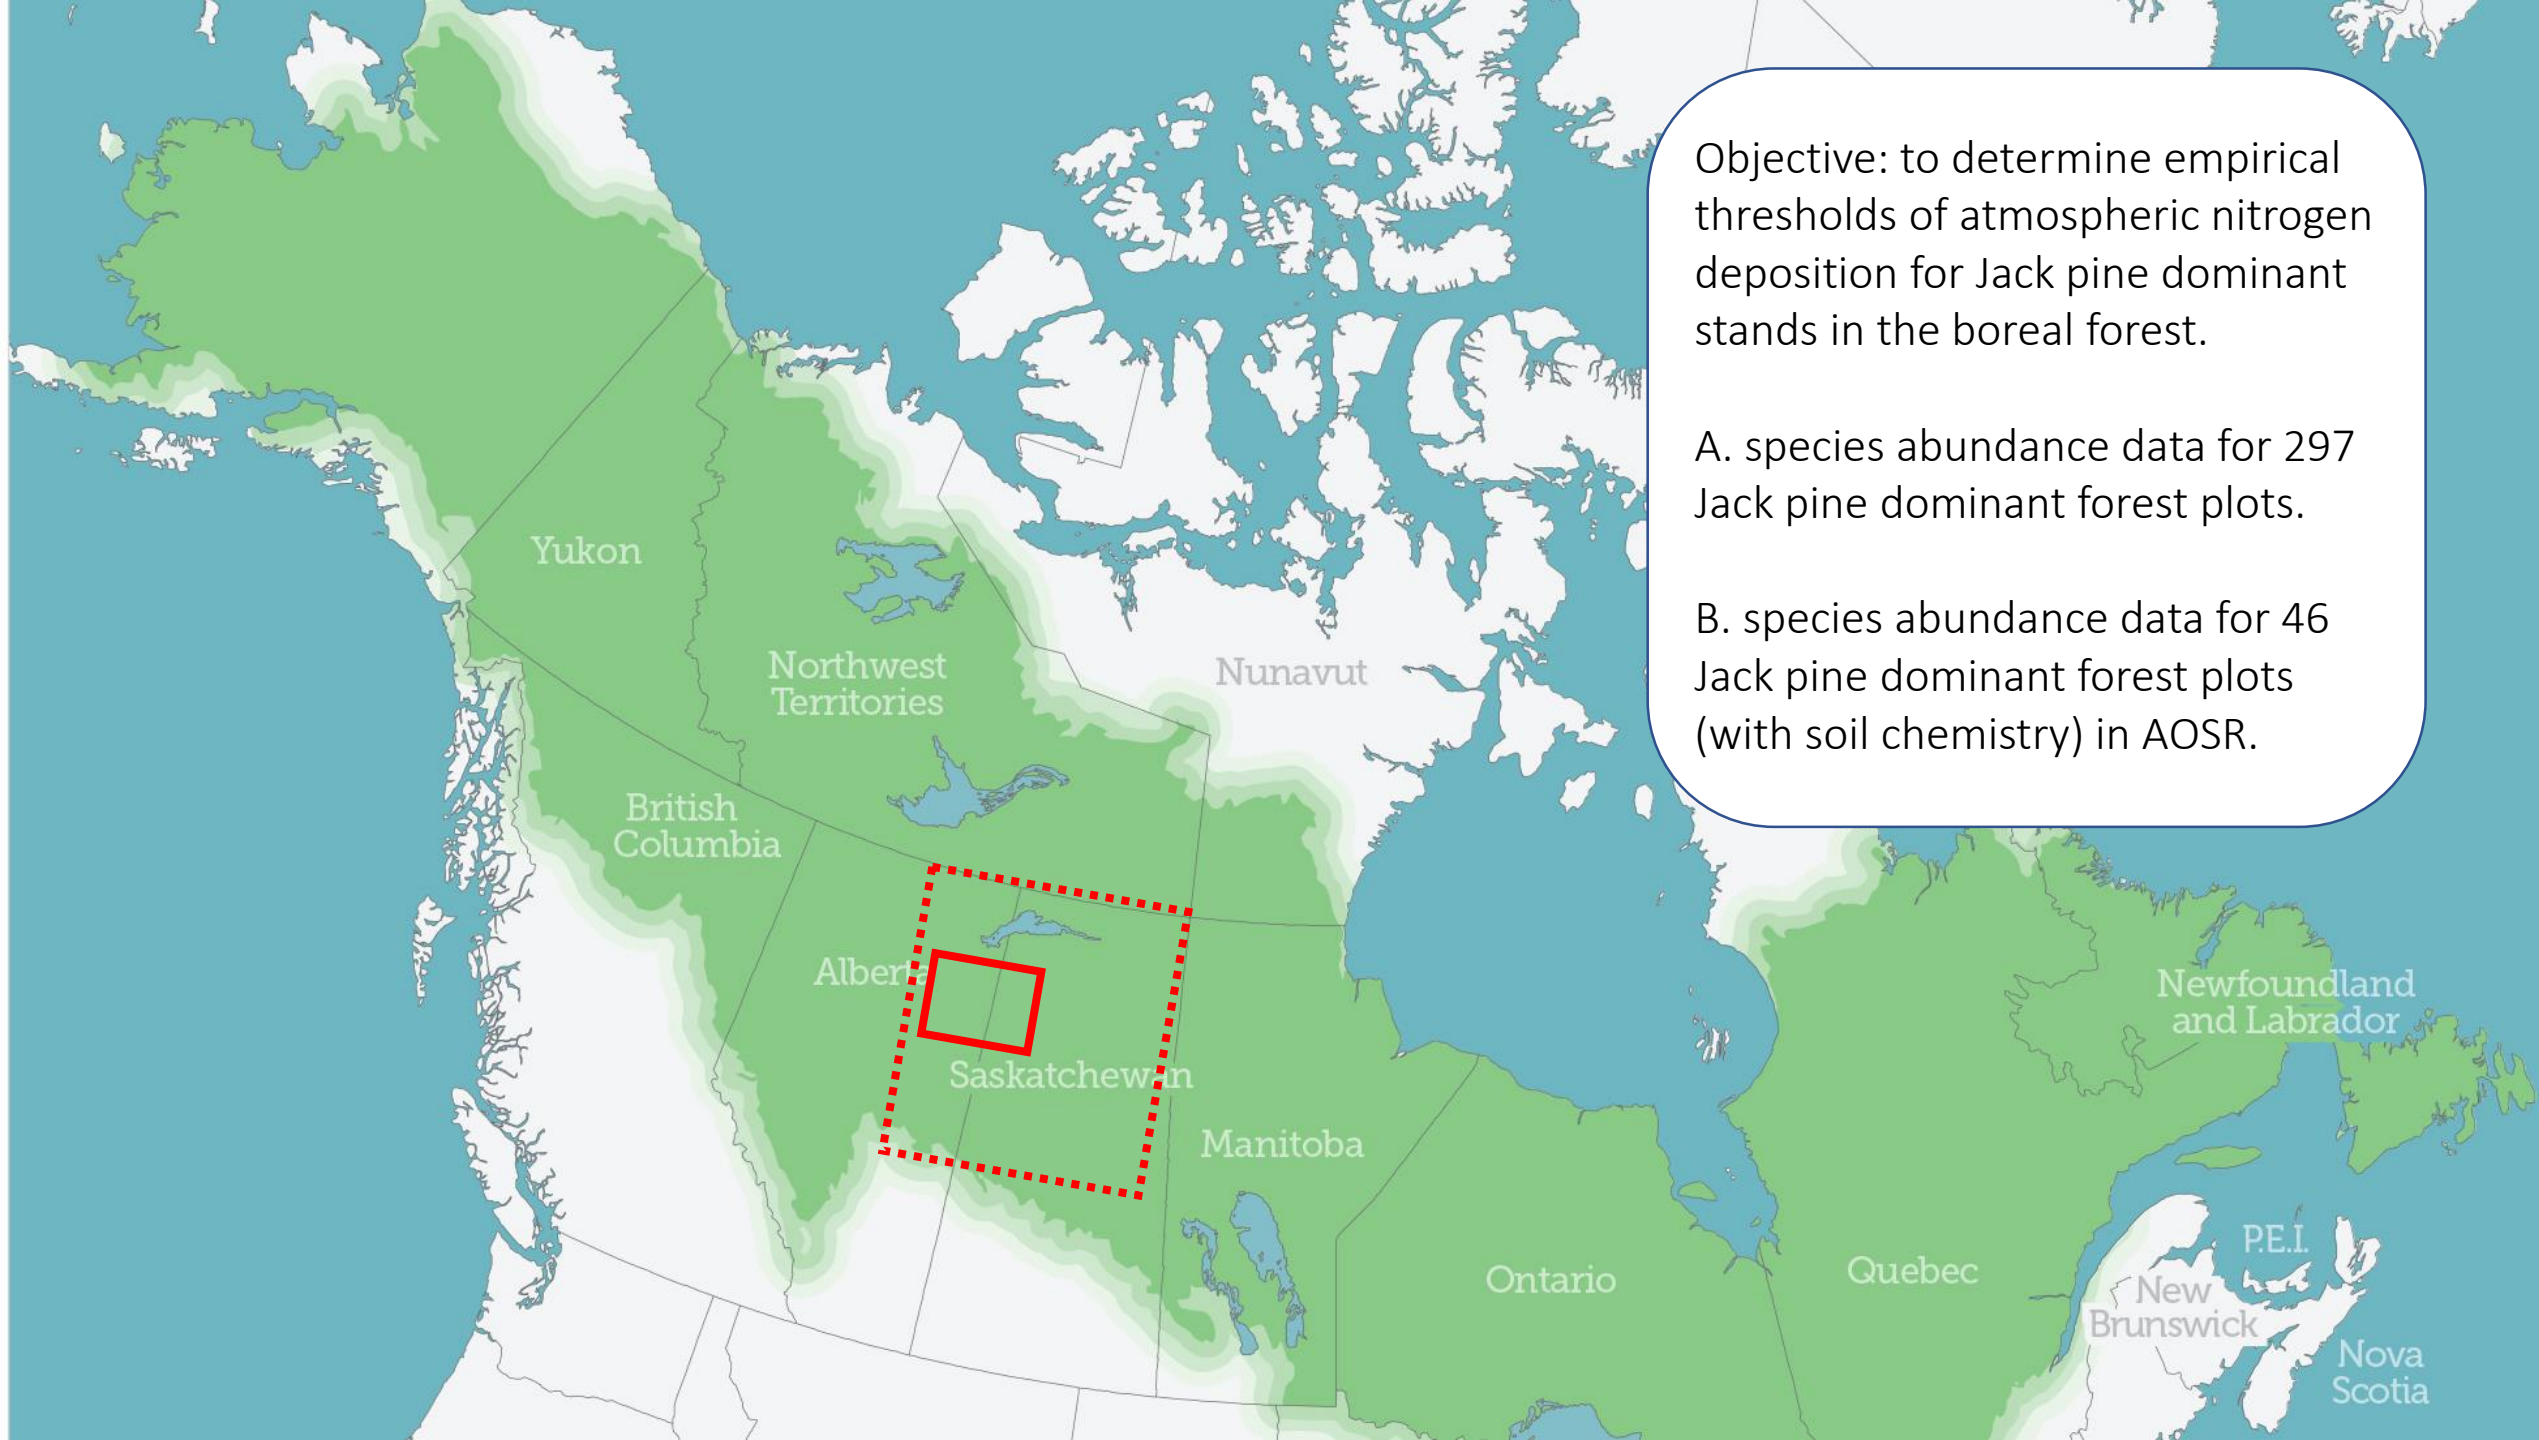 Objective: to determine empirical
thresholds of atmospheric nitrogen
deposition for Jack pine dominant
stands in the boreal forest.
A. species abundance data for 297
Jack pine dominant forest plots.
B. species abundance data for 46
Jack pine dominant forest plots
(with soil chemistry) in AOSR.
Yukon
Northwest
Territories
Nunavut
British
Columbia
Alberta
Saskatchewan
Manitoba
Ontario
Quebec
Newfoundland
and Labrador
P.E.I.
New
Brunswick
Nova
Scotia